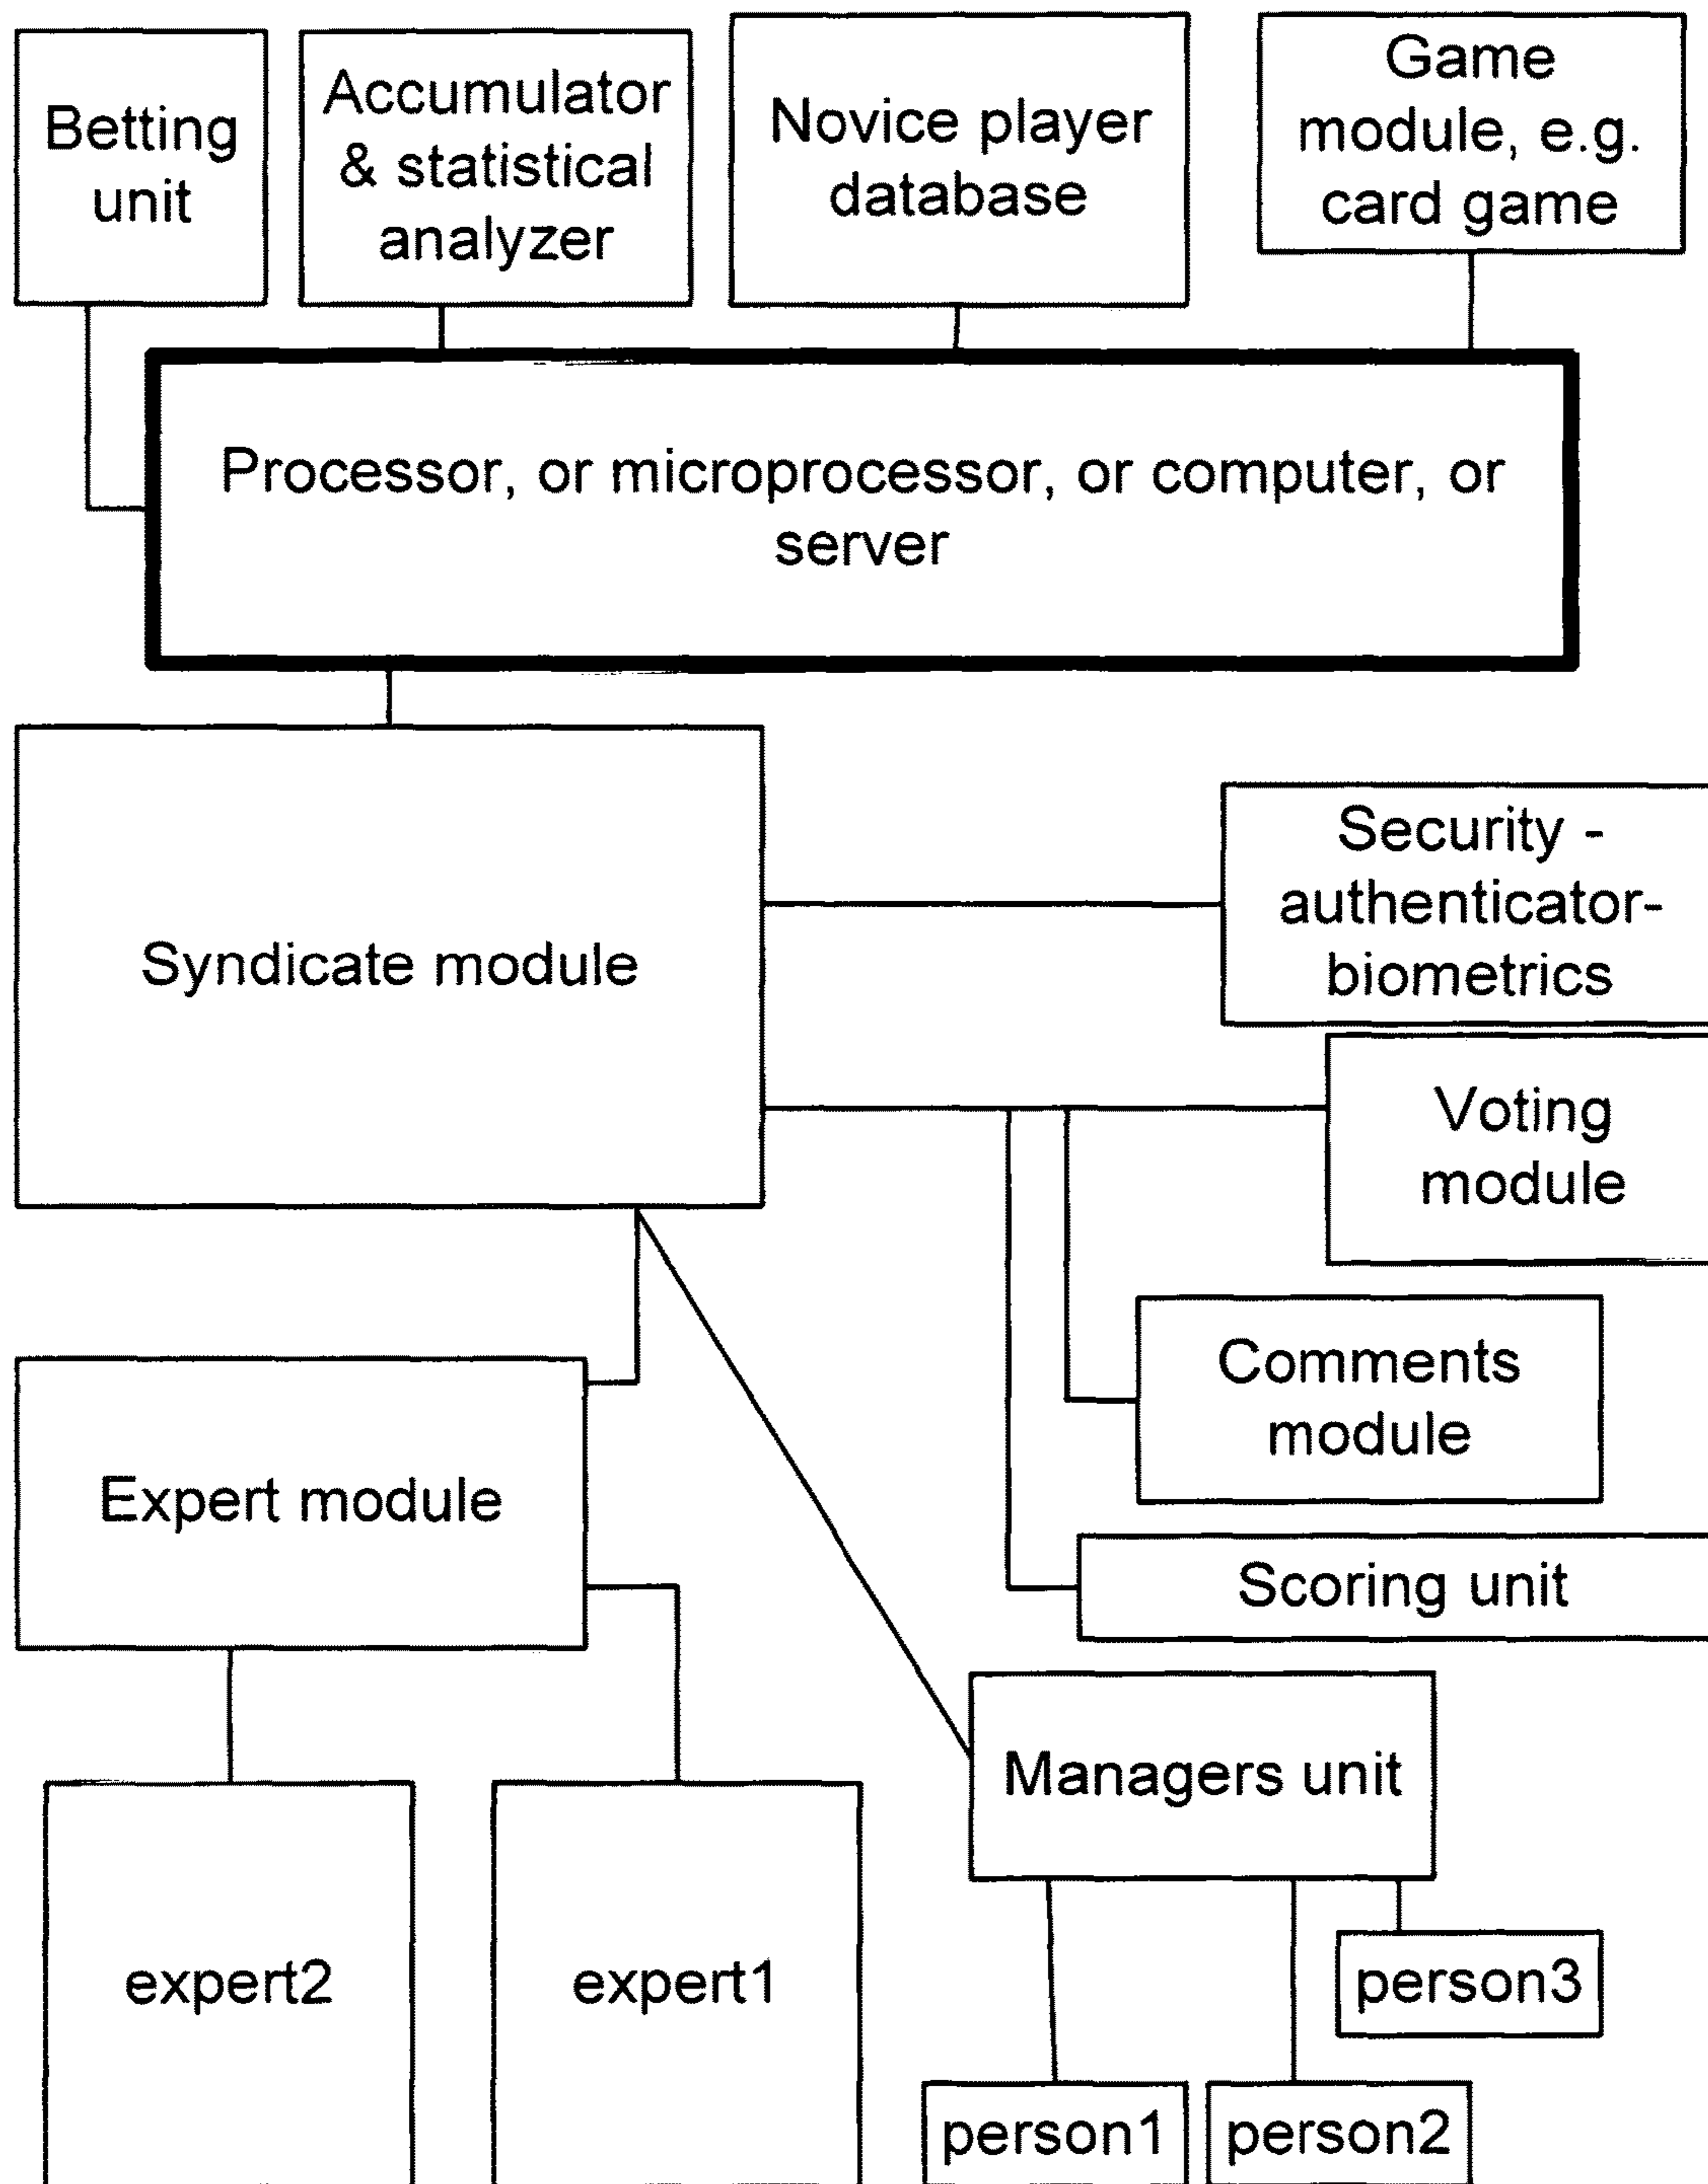 Betting
unit
Accumulator
& statistical
analyzer
Novice player
database
Game
module, e.g.
card game
Processor, or microprocessor, or computer, or
server
Syndicate module
Security -
authenticator-
biometrics
Voting
module
Comments
module
Expert module
Scoring unit
Managers unit
expert2
expert1
person3
person1
person2